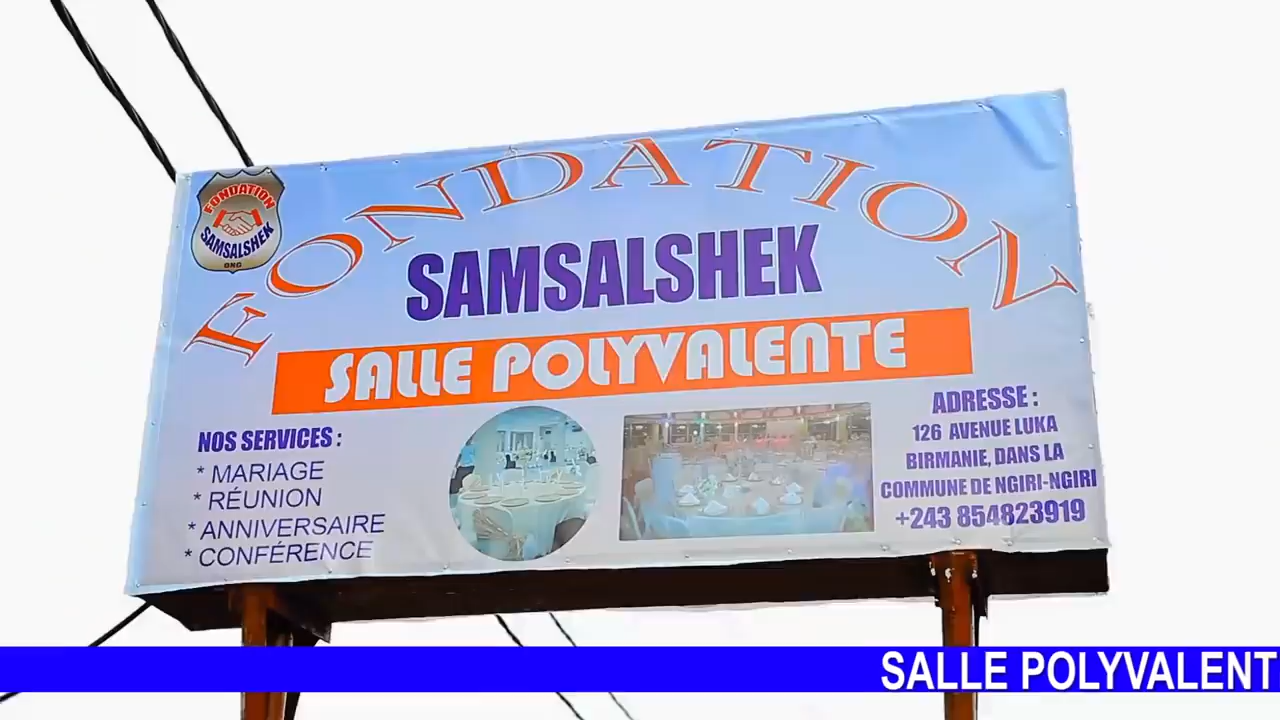 FONDATION
SAMSALSHEK
ONG
FONDATION
SAMSALSHEK
SALLE POLYVALENTE
NOS SERVICES :
* MARIAGE
* RÉUNION
* ANNIVERSAIRE
* CONFÉRENCE
ADRESSE :
126 AVENUE LUKA
BIRMANIE, DANS LA
COMMUNE DE NGIRI-NGIRI
+243 854823919
SALLE POLYVALENT